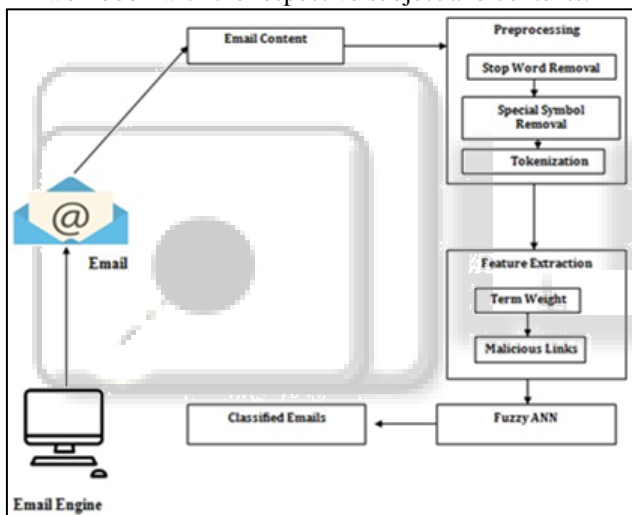 Email Content
Preprocessing
Stop Word Removal
Special Symbol
Removal
Tokenization
@
Email
Feature Extraction
Term Weight
Malicious Links
Classified Emails
Fuzzy ANN
Email Engine